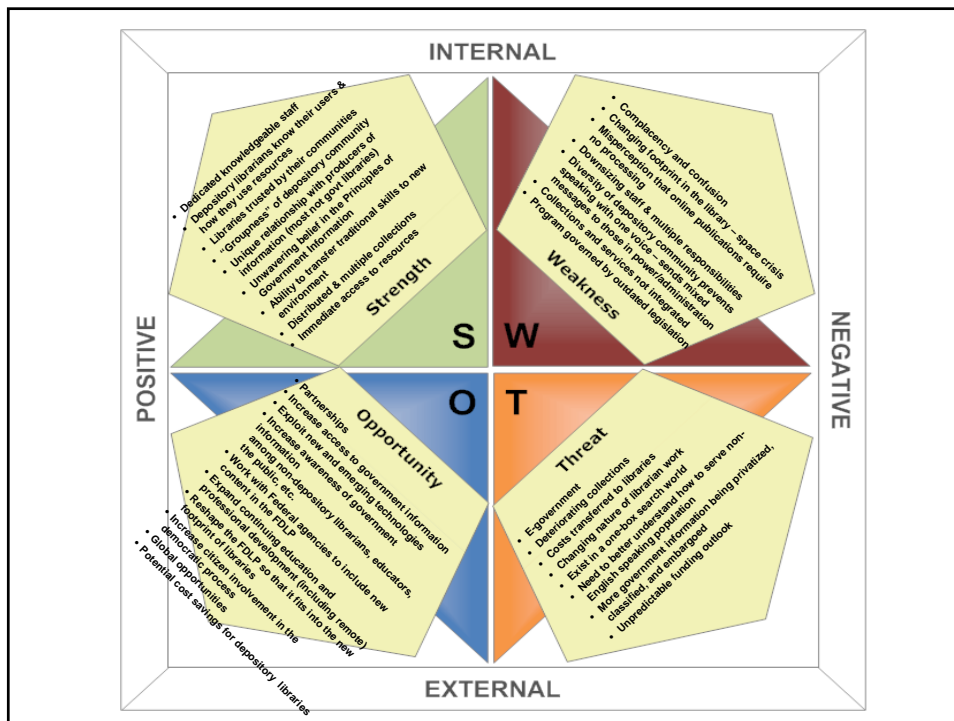 INTERNAL
POSITIVE
NEGATIVE
EXTERNAL
S
W
O
T
Strength
• Dedicated knowledgeable staff
• Depository librarians know their users &
how they use resources
• Libraries trusted by their communities
• “Groupness” of depository community
• Unique relationship with producers of
information (most not govt libraries)
• Unwavering belief in the Principles of
Government Information
• Ability to transfer traditional skills to new
environment
• Distributed & multiple collections
• Immediate access to resources
Weakness
• Complacency and confusion
• Changing footprint in the library – space crisis
• Misperception that online publications require
no processing
• Downsizing staff & multiple responsibilities
• Diversity of depository community prevents
speaking with one voice – sends mixed
messages to those in power/administration
• Collections and services not integrated
• Program governed by outdated legislation
Opportunity
• Partnerships
• Increase access to government information
• Exploit new and emerging technologies
• Increase awareness of government
information
among non-depository librarians, educators,
the public, etc.
• Work with Federal agencies to include new
content in the FDLP
• Expand continuing education and
professional development (including remote)
• Reshape the FDLP so that it fits into the new
footprint of libraries
• Increase citizen involvement in the
democratic process
• Global opportunities
• Potential cost savings for depository libraries
Threat
• E-government
• Deteriorating collections
• Costs transferred to libraries
• Changing nature of librarian work
• Exist in a one-box search world
• Need to better understand how to serve non-
English speaking population
• More government information being privatized,
classified and embargoed
• Unpredictable funding outlook